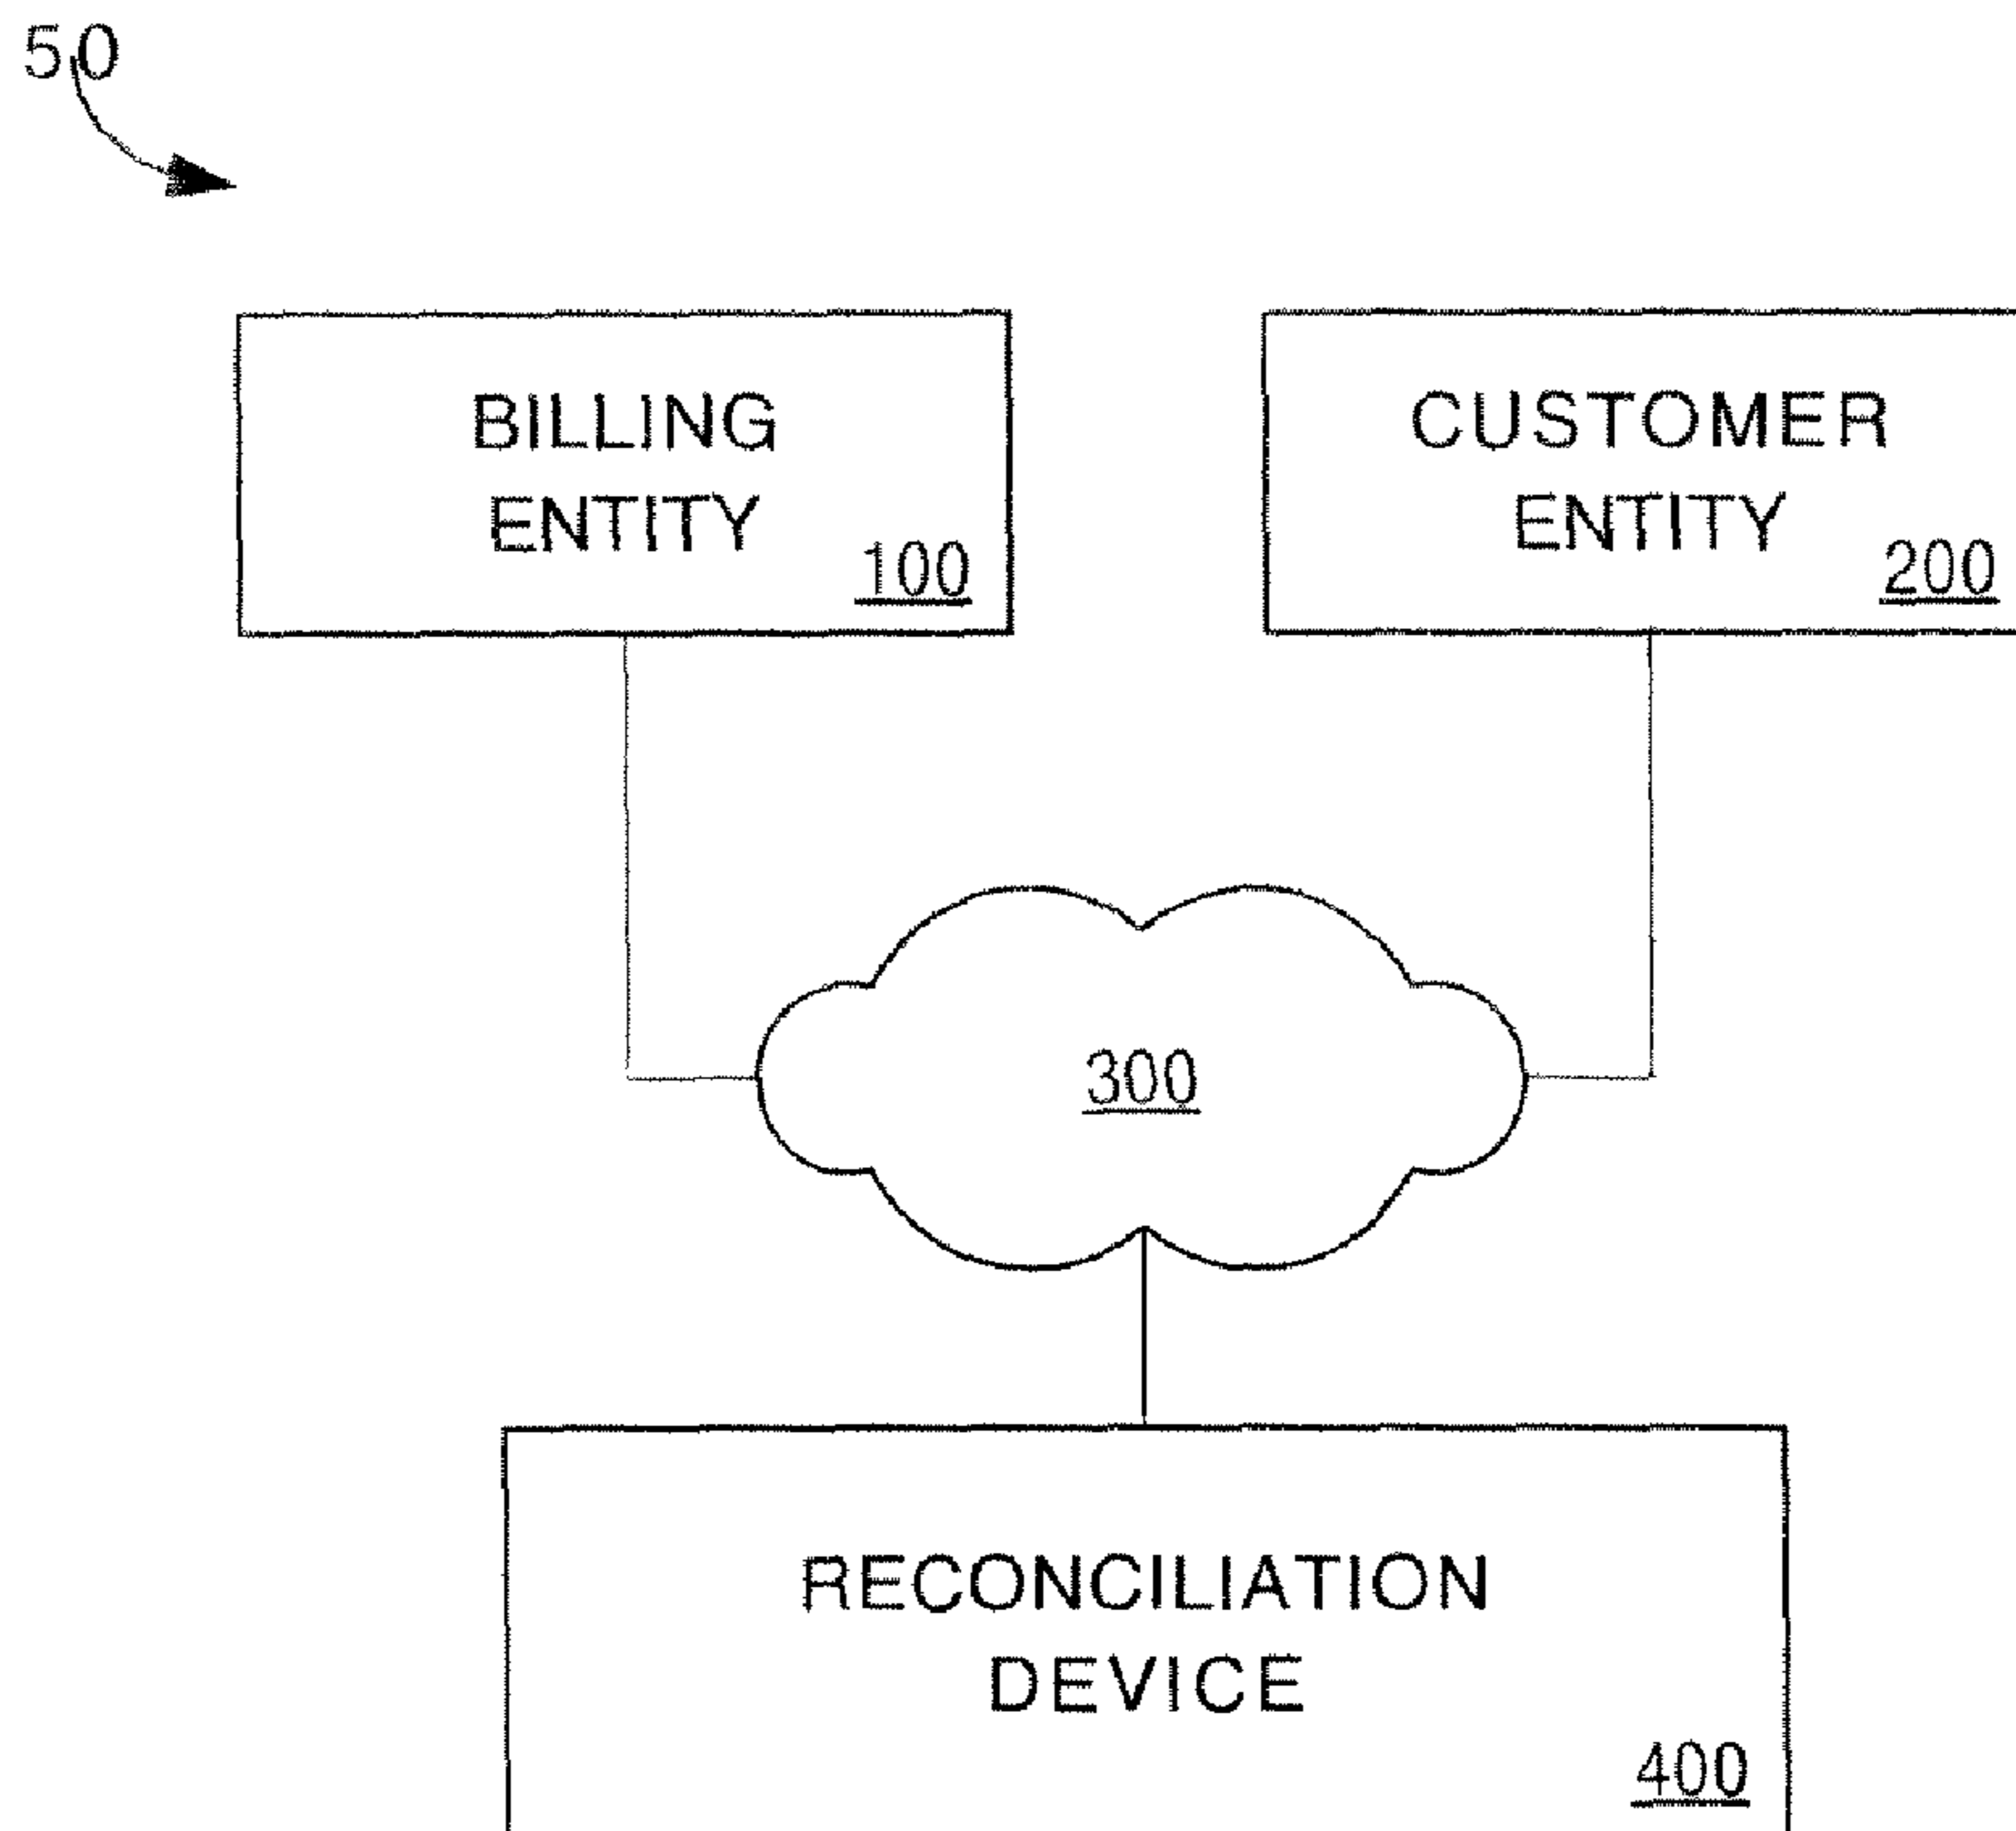 50
BILLING
ENTITY
100
CUSTOMER
ENTITY
200
300
RECONCILIATION
DEVICE
400